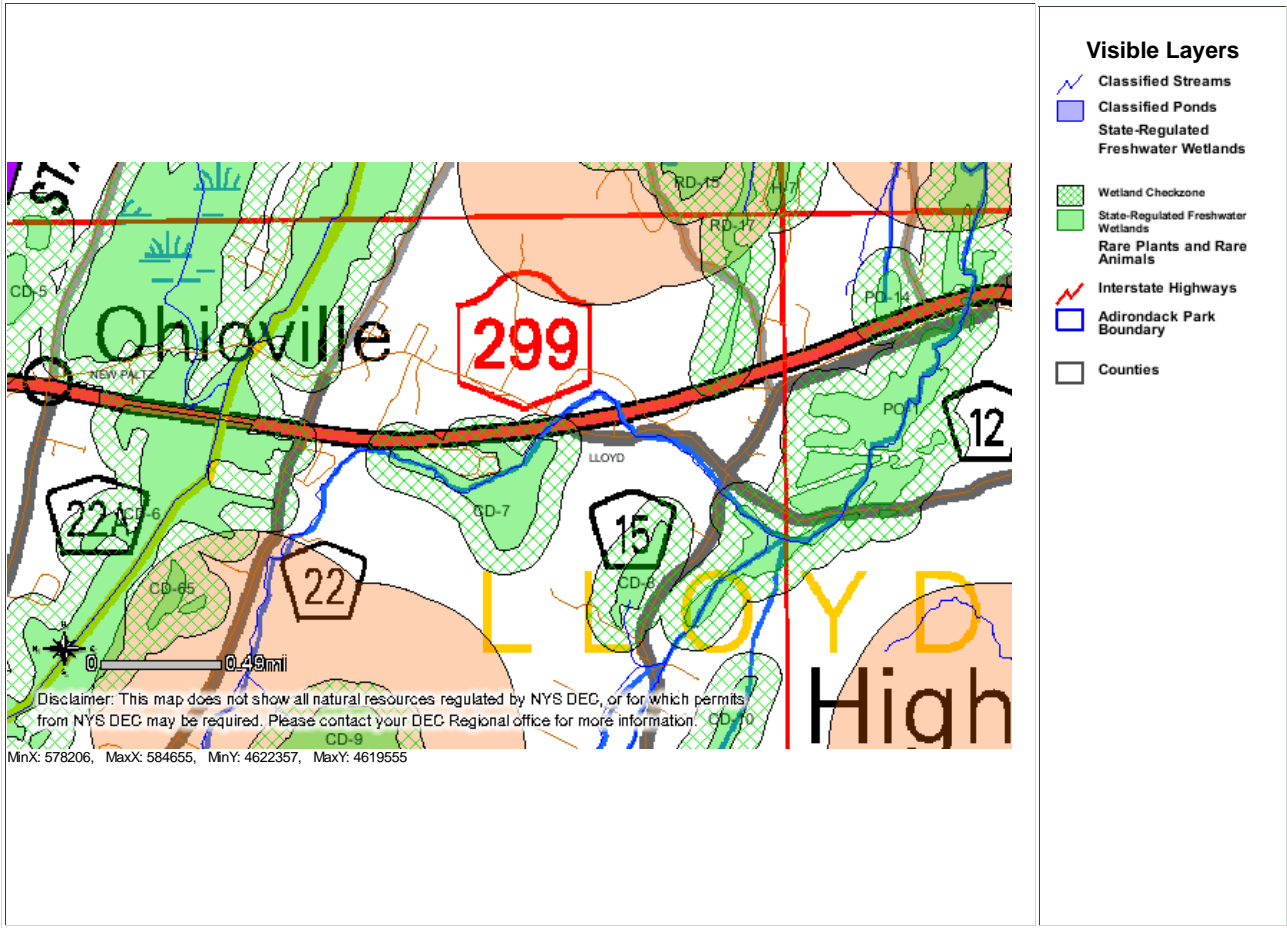 Visible Layers
Classified Streams
Classified Ponds
State-Regulated
Freshwater Wetlands
Wetland Checkzone
State-Regulated Freshwater
Wetlands
Rare Plants and Rare
Animals
Interstate Highways
Adirondack Park
Boundary
Counties
RD-15
H-7
RD-17
CD-5
PO-14
Ohioville
299
NEW PALTZ
PO-1
12
LLOYD
22A
CD-6
CD-7
15
22
CD-65
CD-8
LLOYD
0 0.49mi
High
Disclaimer: This map does not show all natural resources regulated by NYS DEC, or for which permits
from NYS DEC may be required. Please contact your DEC Regional office for more information.
CD-10
CD-9
MinX: 578206, MaxX: 584655, MinY: 4622357, MaxY: 4619555